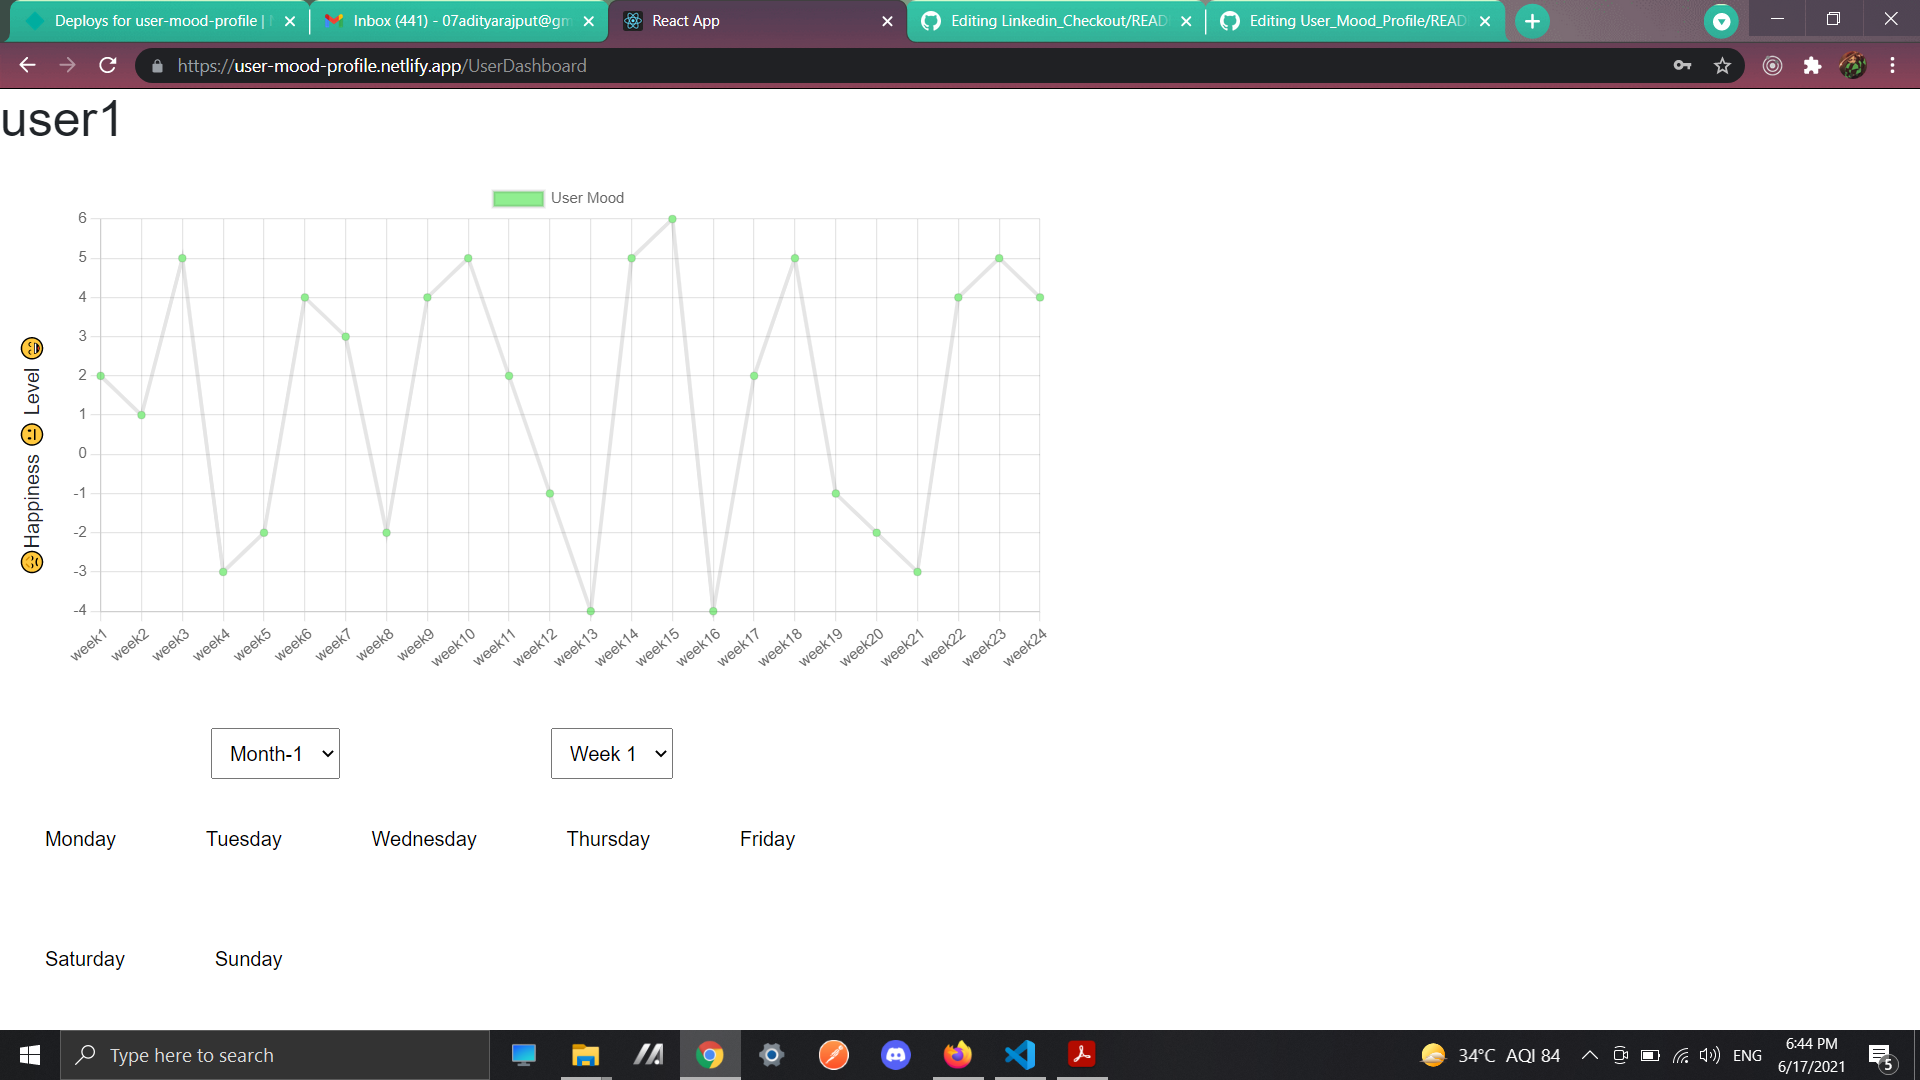 Deploys for user-mood-profile |
Inbox (441) - 07adityarajput@gm
React App
Editing Linkedin_Checkout/READ
Editing User_Mood_Profile/READ
https://user-mood-profile.netlify.app/UserDashboard
user1
User Mood
6
5
4
3
2
1
0
-1
-2
-3
-4
Happiness Level
week1
week2
week3
week4
week5
week6
week7
week8
week9
week10
week11
week12
week13
week14
week15
week16
week17
week18
week19
week20
week21
week22
week23
week24
Month-1
Week 1
Monday
Tuesday
Wednesday
Thursday
Friday
Saturday
Sunday
Type here to search
34°C AQI 84
ENG
6:44 PM
6/17/2021
5